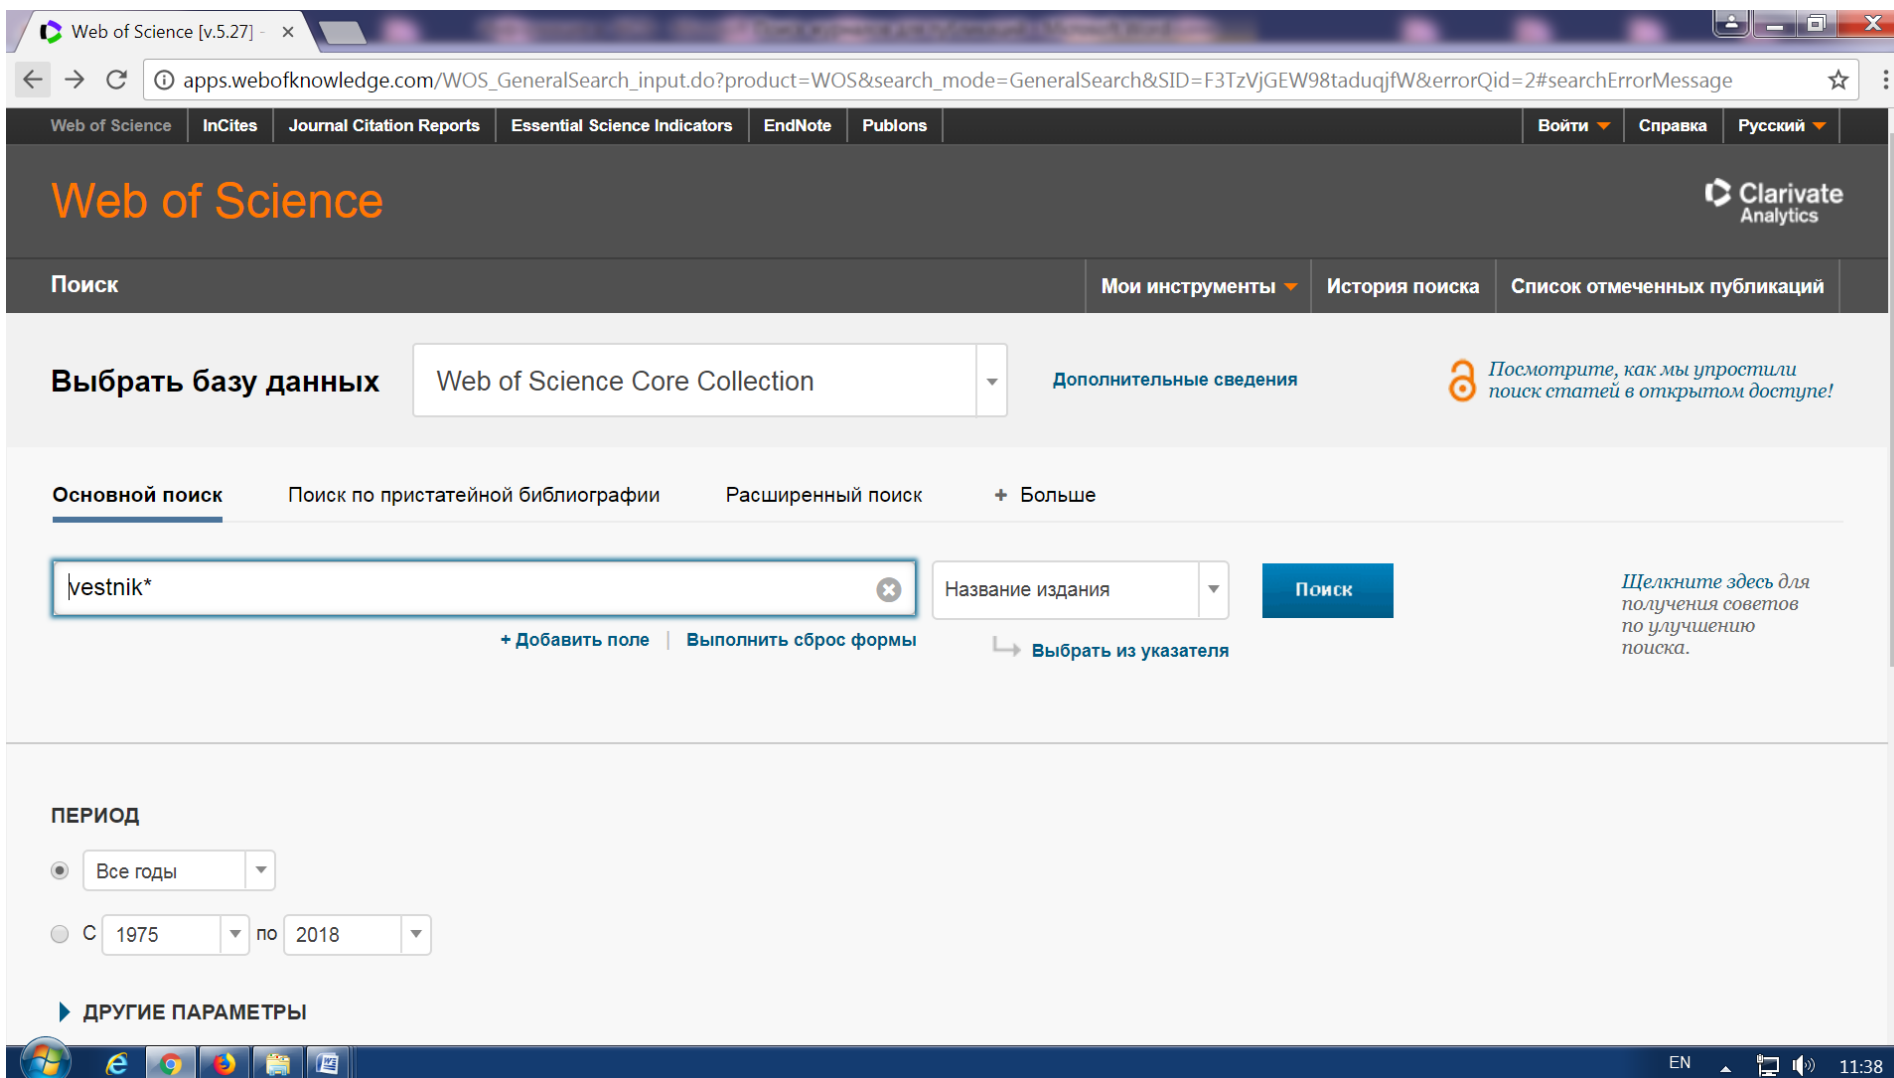 Web of Science [v.5.27] -
apps.webofknowledge.com/WOS_GeneralSearch_input.do?product=WOS&search_mode=GeneralSearch&SID=F3TzVjGEW98taduqjfW&errorQid=2#searchErrorMessage
Web of Science InCites Journal Citation Reports Essential Science Indicators EndNote Publons Войти Справка Русский
Web of Science
Clarivate
Analytics
Поиск Мои инструменты История поиска Список отмеченных публикаций
Выбрать базу данных Web of Science Core Collection Дополнительные сведения
Посмотрите, как мы упростили
поиск статей в открытом доступе!
Основной поиск Поиск по пристатейной библиографии Расширенный поиск + Больше
vestnik* Название издания Поиск
Щелкните здесь для
получения советов
по улучшению
поиска.
+ Добавить поле | Выполнить сброс формы Выбрать из указателя
ПЕРИОД
Все годы
С 1975 по 2018
ДРУГИЕ ПАРАМЕТРЫ
EN 11:38